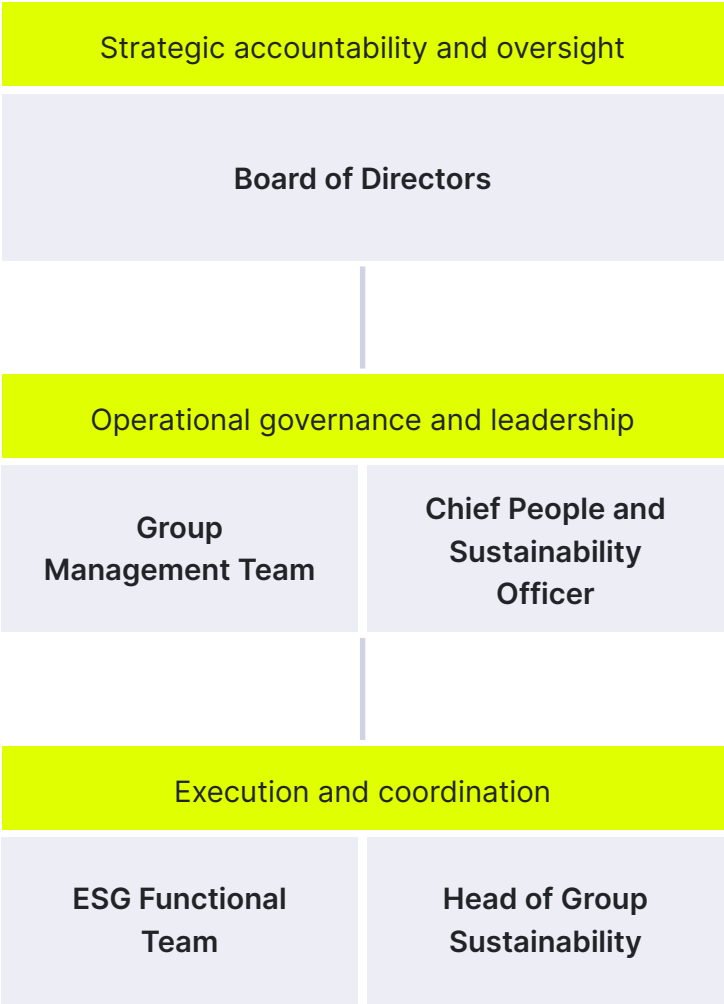 Strategic accountability and oversight
Board of Directors
Operational governance and leadership
Group
Management Team
Chief People and
Sustainability
Officer
Execution and coordination
ESG Functional
Team
Head of Group
Sustainability